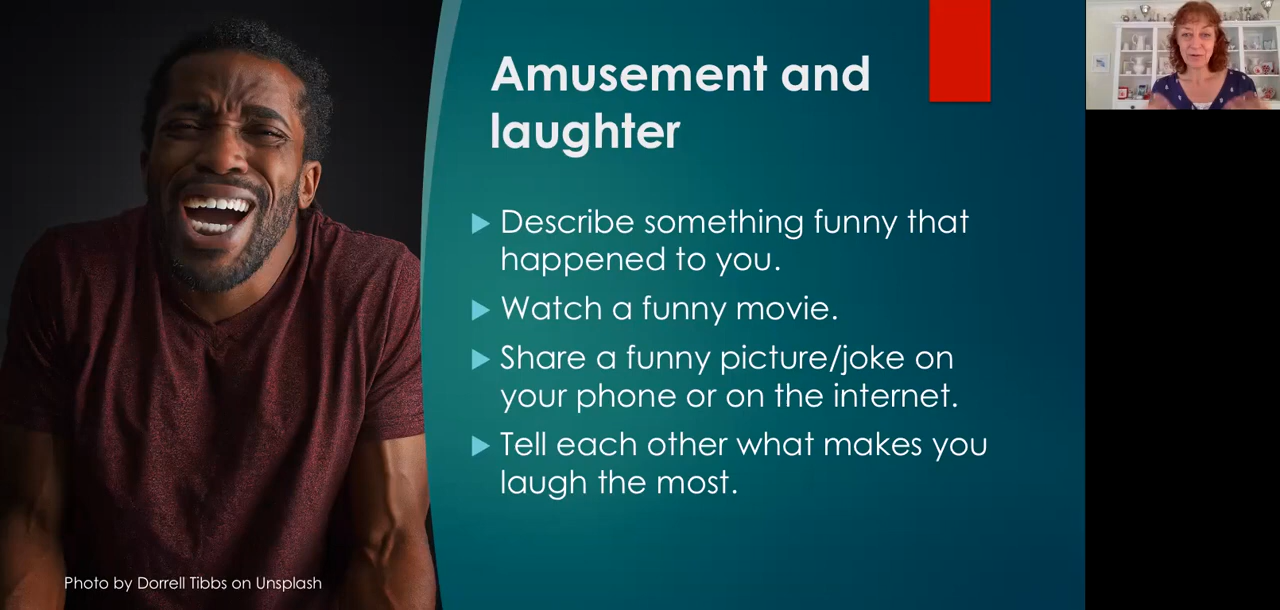 Amusement and
laughter
Describe something funny that
happened to you.
Watch a funny movie.
Share a funny picture/joke on
your phone or on the internet.
Tell each other what makes you
laugh the most.
Photo by Dorrell Tibbs on Unsplash